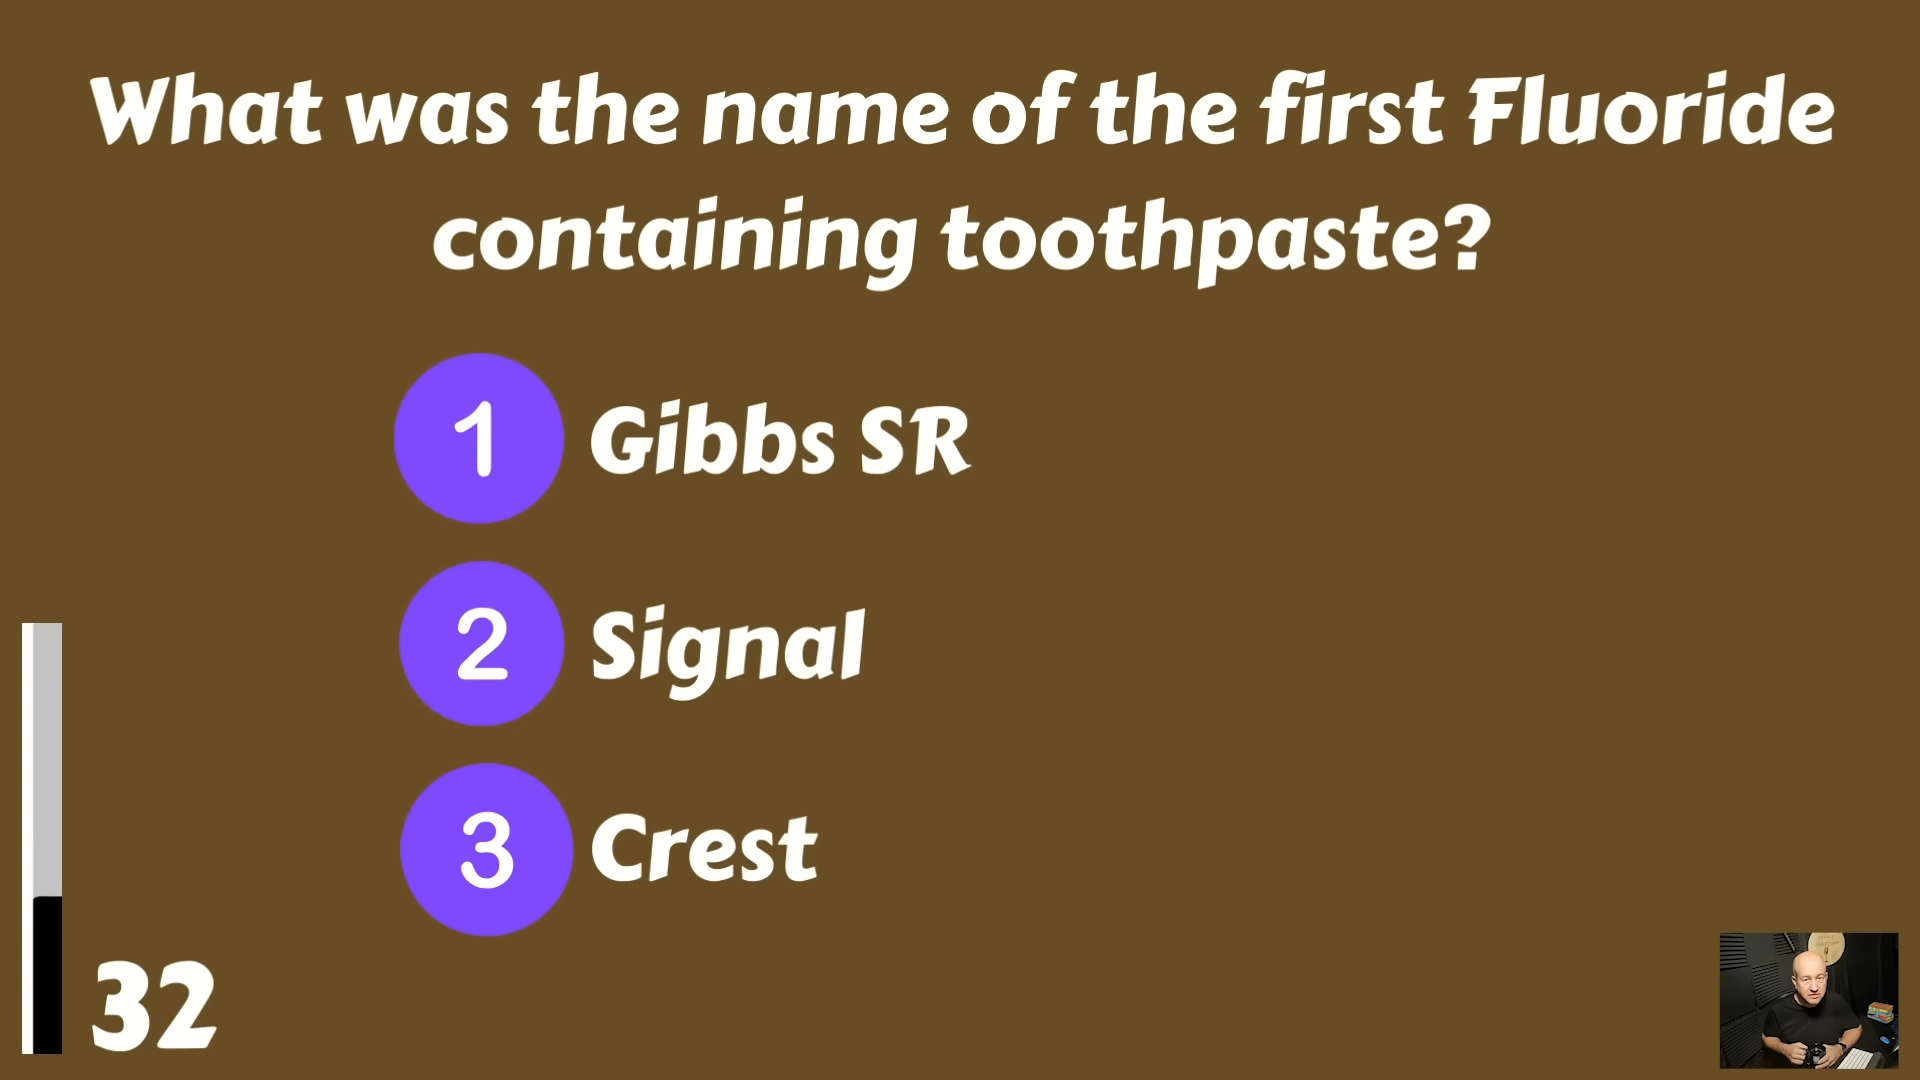 What was the name of the first Fluoride
containing toothpaste?
1 Gibbs SR
2 Signal
3 Crest
32